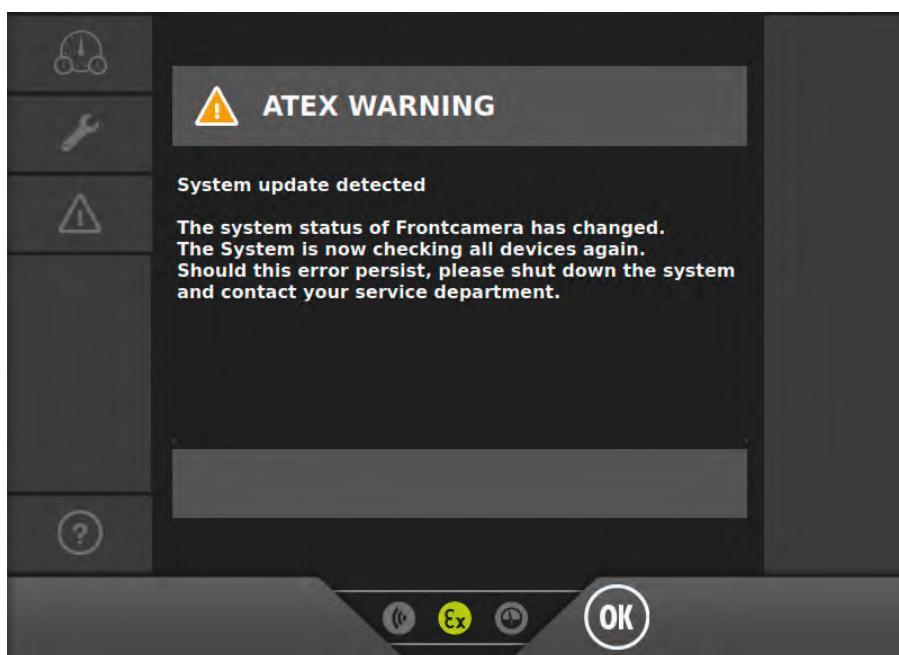 ATEX WARNING
System update detected
The system status of Frontcamera has changed.
The System is now checking all devices again.
Should this error persist, please shut down the system
and contact your service department.
?
Ex
OK